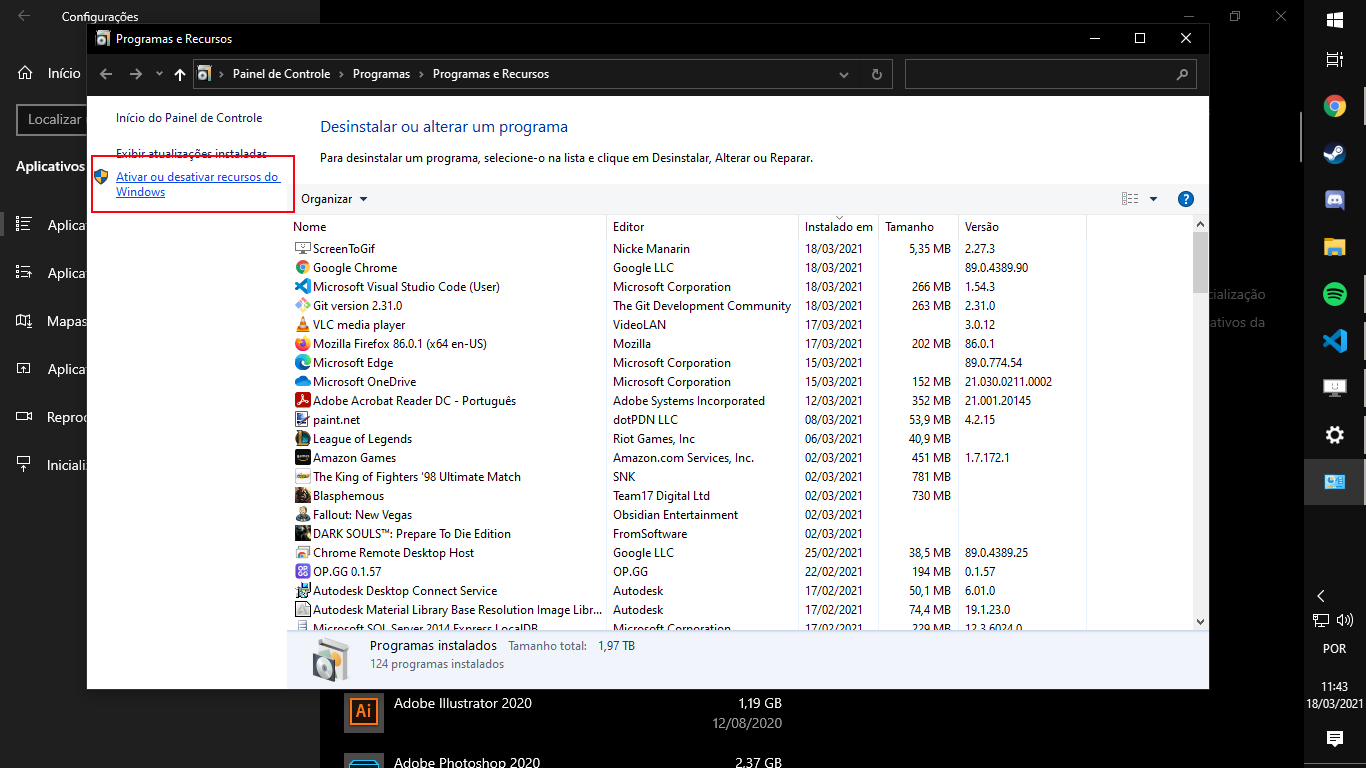 Configurações
Programas e Recursos
Início
Painel de Controle
Programas
Programas e Recursos
Localizar
Início do Painel de Controle
Desinstalar ou alterar um programa
Exibir atualizações instaladas
Para desinstalar um programa, selecione-o na lista e clique em Desinstalar, Alterar ou Reparar.
Aplicativos
Ativar ou desativar recursos do
Windows
Organizar
Nome Editor Instalado em Tamanho Versão
ScreenToGif Nicke Manarin 18/03/2021 5,35 MB 2.27.3
Google Chrome Google LLC 18/03/2021 89.0.4389.90
Microsoft Visual Studio Code (User) Microsoft Corporation 18/03/2021 266 MB 1.54.3
Git version 2.31.0 The Git Development Community 18/03/2021 263 MB 2.31.0
VLC media player VideoLAN 17/03/2021 3.0.12
Mozilla Firefox 86.0.1 (x64 en-US) Mozilla 17/03/2021 202 MB 86.0.1
Microsoft Edge Microsoft Corporation 15/03/2021 89.0.774.54
Microsoft OneDrive Microsoft Corporation 15/03/2021 152 MB 21.030.0211.0002
Adobe Acrobat Reader DC - Português Adobe Systems Incorporated 12/03/2021 352 MB 21.001.20145
paint.net dotPDN LLC 08/03/2021 53,9 MB 4.2.15
League of Legends Riot Games, Inc 06/03/2021 40,9 MB
Amazon Games Amazon.com Services, Inc. 02/03/2021 451 MB 1.7.172.1
The King of Fighters '98 Ultimate Match SNK 02/03/2021 781 MB
Blasphemous Team17 Digital Ltd 02/03/2021 730 MB
Fallout: New Vegas Obsidian Entertainment 02/03/2021
DARK SOULS™: Prepare To Die Edition FromSoftware 02/03/2021
Chrome Remote Desktop Host Google LLC 25/02/2021 38,5 MB 89.0.4389.25
OP.GG 0.1.57 OP.GG 22/02/2021 194 MB 0.1.57
Autodesk Desktop Connect Service Autodesk 17/02/2021 50,1 MB 6.01.0
Autodesk Material Library Base Resolution Image Libr... Autodesk 17/02/2021 74,4 MB 19.1.23.0
Microsoft SQL Server 2014 Express LocalDB Microsoft Corporation 17/02/2021 229 MB 12.3.6024.0
Programas instalados Tamanho total: 1,97 TB
124 programas instalados
Aplica
Aplica
Mapas
Aplica
Reproc
Iniciali
cialização
ativos da
Adobe Illustrator 2020 1,19 GB
12/08/2020
Adobe Photoshop 2020 2,37 GB
Ai
POR
11:43
18/03/2021